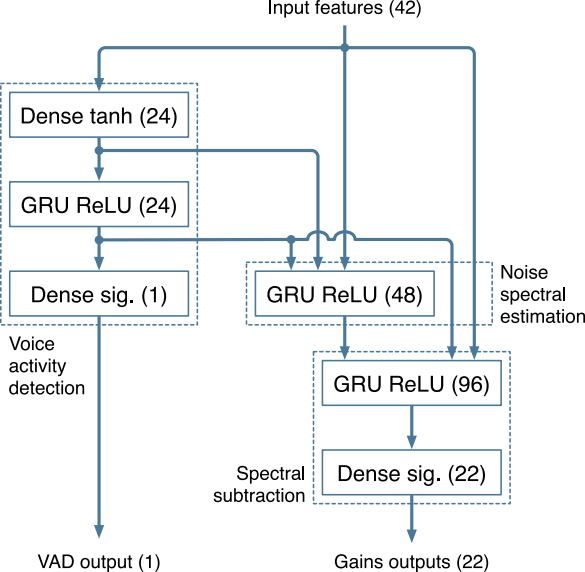 Input features (42)
Dense tanh (24)
GRU ReLU (24)
Dense sig. (1)
Voice
activity
detection
GRU ReLU (48)
Noise
spectral
estimation
GRU ReLU (96)
Dense sig. (22)
Spectral
subtraction
VAD output (1)
Gains outputs (22)